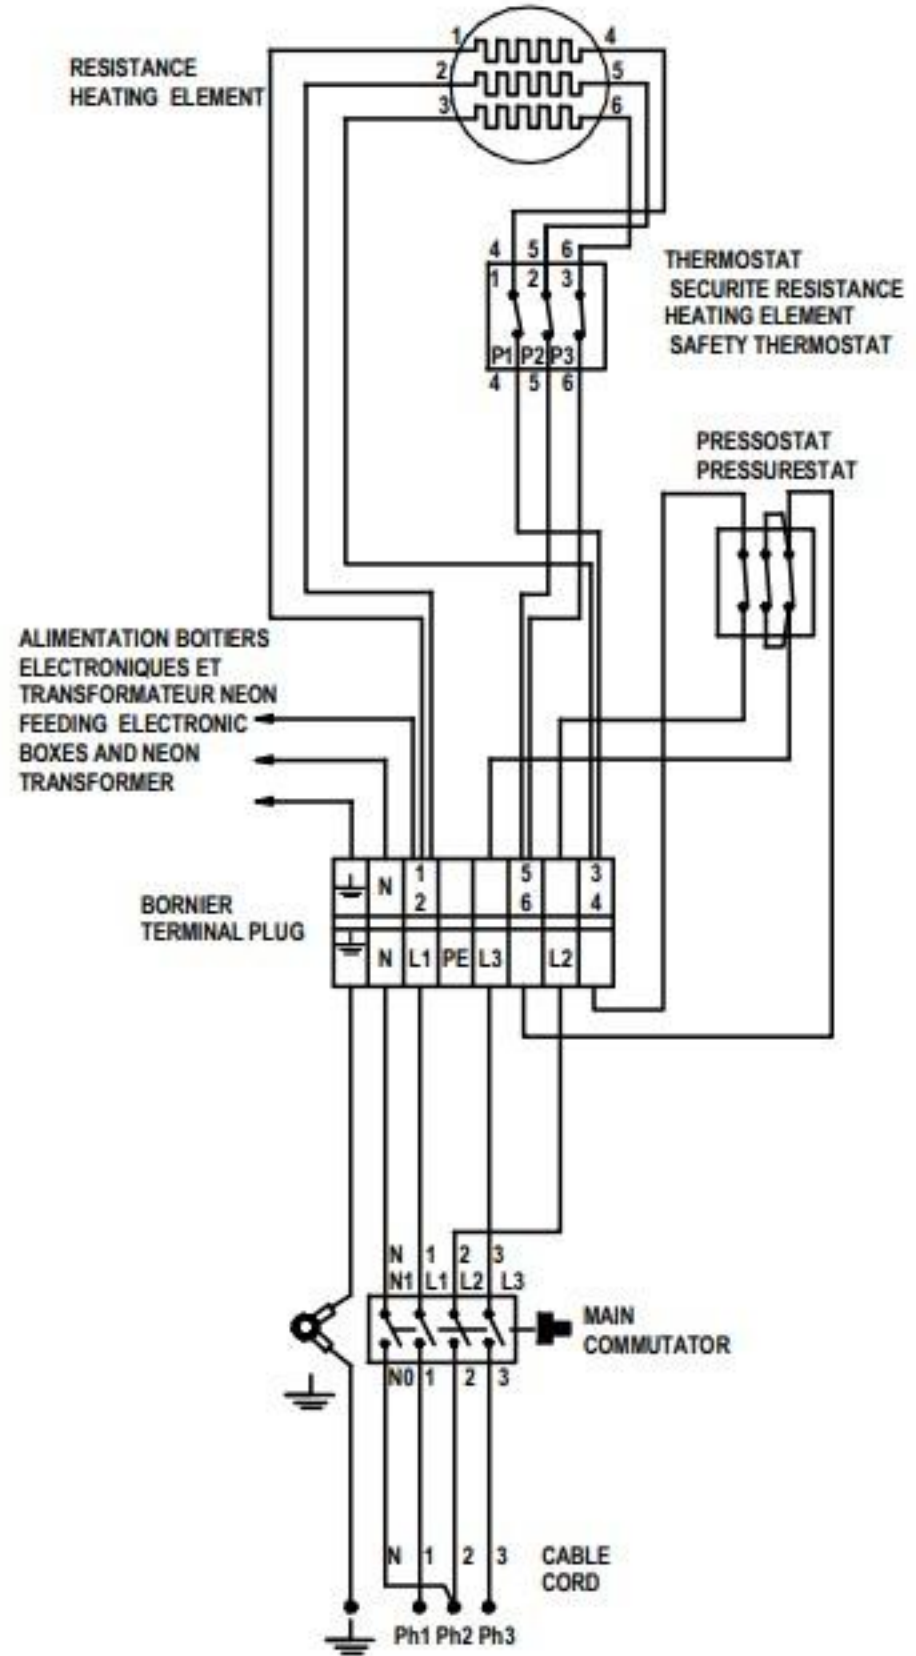 1 4
RESISTANCE
HEATING ELEMENT
2 5
3 6
4 5 6
1 2 3
P1 P2 P3
4 5 6
THERMOSTAT
SECURITE RESISTANCE
HEATING ELEMENT
SAFETY THERMOSTAT
PRESSOSTAT
PRESSURESTAT
ALIMENTATION BOITIERS
ELECTRONIQUES ET
TRANSFORMATEUR NEON
FEEDING ELECTRONIC
BOXES AND NEON
TRANSFORMER
BORNIER
TERMINAL PLUG
1 5 3
N
2 6 4
N L1 PE L3 L2
N 1 2 3
N1 L1 L2 L3
MAIN
COMMUTATOR
N0 1 2 3
N 1 2 3
CABLE
CORD
Ph1 Ph2 Ph3